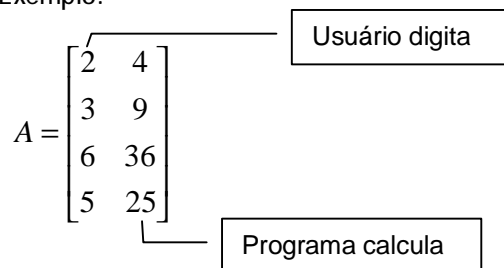 Exemplo:
Usuário digita
2 4
3 9
A =
6 36
5 25
Programa calcula